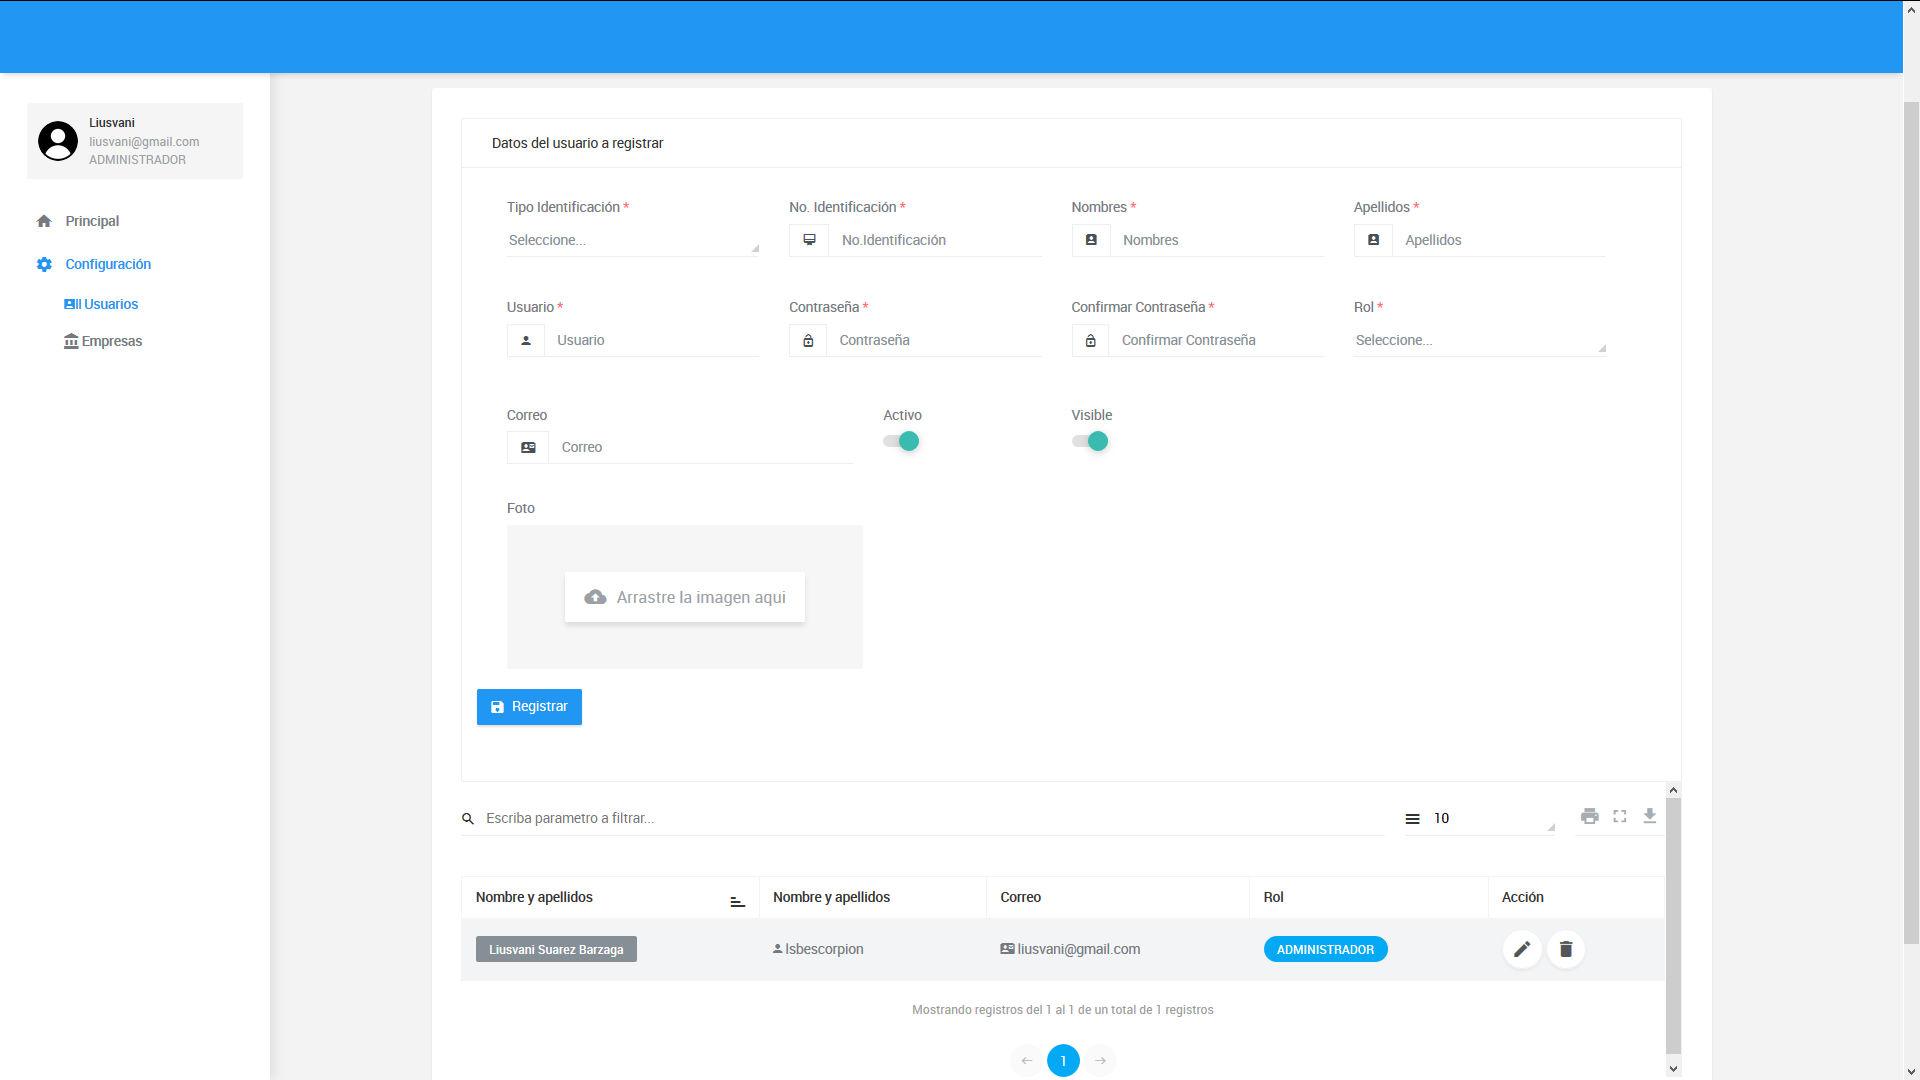 Liusvani
liusvani@gmail.com
ADMINISTRADOR
Principal
Configuración
Usuarios
Empresas
Datos del usuario a registrar
Tipo Identificación * No. Identificación * Nombres * Apellidos *
Seleccione... No.Identificación Nombres Apellidos
Usuario * Contraseña * Confirmar Contraseña * Rol *
Usuario Contraseña Confirmar Contraseña Seleccione...
Correo Activo Visible
Correo
Foto
Arrastre la imagen aqui
Registrar
Escriba parametro a filtrar... 10
Nombre y apellidos Nombre y apellidos Correo Rol Acción
Liusvani Suarez Barzaga lsbescorpion liusvani@gmail.com ADMINISTRADOR
Mostrando registros del 1 al 1 de un total de 1 registros
← 1 →